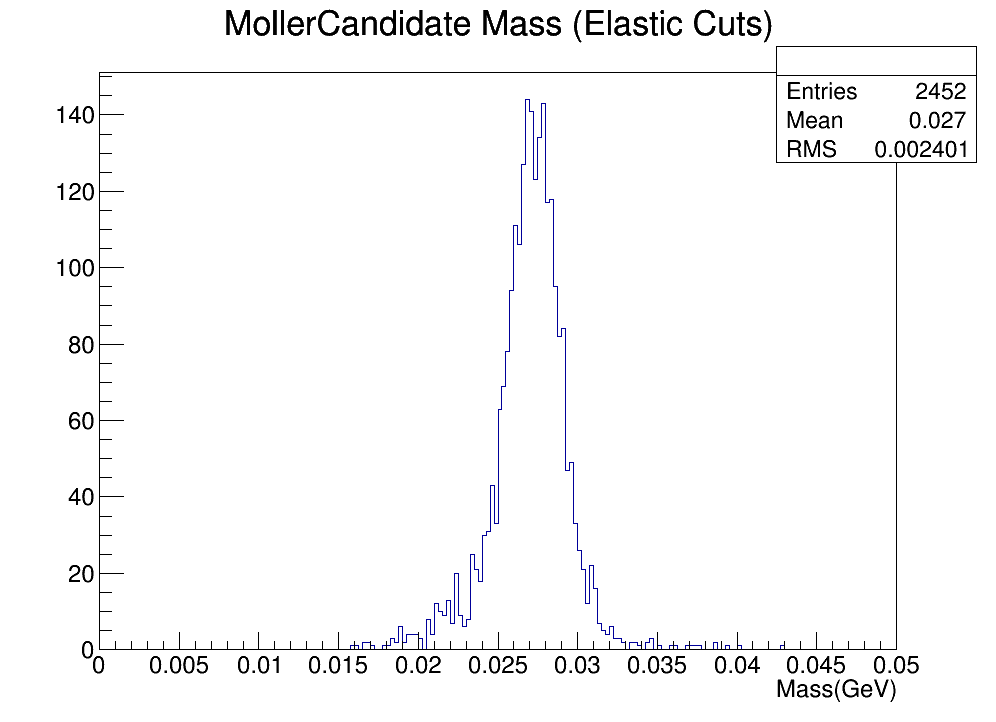 MollerCandidate Mass (Elastic Cuts)
Entries 2452
Mean 0.027
RMS 0.002401
140
120
100
80
60
40
20
0
0 0.005 0.01 0.015 0.02 0.025 0.03 0.035 0.04 0.045 0.05
Mass(GeV)